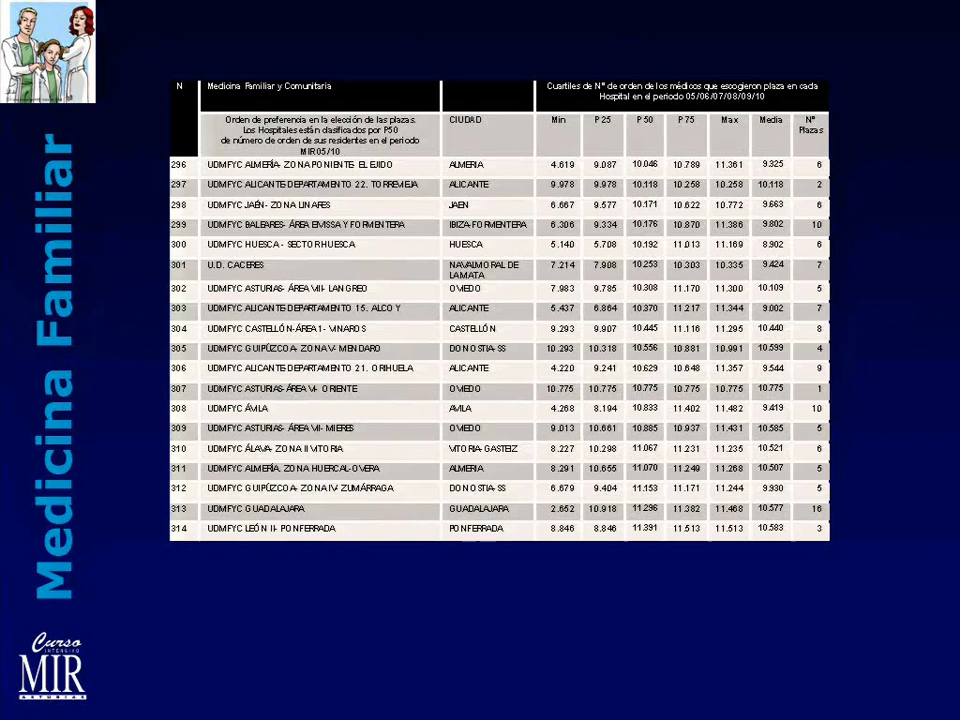 Medicina Familiar
N Medicina Familiar y Comunitaria Cuartiles de Nº de orden de los médicos que escogieron plaza en cada
Hospital en el periodo 05/06/07/08/09/10
Orden de preferencia en la elección de las plazas.
Los Hospitales están clasificados por P50
de número de orden de sus residentes en el periodo
MIR05/10
CIUDAD Min P 25 P 50 P 75 Max Media Nº
Plazas
296 UDMFYC ALMERÍA- ZONA PONIENTE- EL EJIDO ALMERIA 4.619 9.087 10.046 10.789 11.361 9.325 6
297 UDMFYC ALICANTE-DEPARTAMENTO 22. TORREVIEJA ALICANTE 9.978 9.978 10.118 10.258 10.258 10.118 2
298 UDMFYC JAÉN- ZONA LINARES JAEN 6.667 9.577 10.171 10.622 10.772 9.663 6
299 UDMFYC BALEARES- ÁREA EIVISSA Y FORMENTERA IBIZA-FORMENTERA 6.306 9.334 10.176 10.870 11.386 9.802 10
300 UDMFYC HUESCA - SECTOR HUESCA HUESCA 5.140 5.708 10.192 11.013 11.169 8.902 6
301 U.D. CACERES NAVALMORAL DE
LA MATA 7.214 7.908 10.253 10.303 10.335 9.424 7
302 UDMFYC ASTURIAS- ÁREA VIII- LANGREO OVIEDO 7.983 9.785 10.308 11.170 11.300 10.109 5
303 UDMFYC ALICANTE-DEPARTAMENTO 15. ALCOY ALICANTE 5.437 6.864 10.370 11.217 11.344 9.002 7
304 UDMFYC CASTELLÓN-ÁREA 1- VINAROS CASTELLÓN 9.293 9.907 10.445 11.116 11.295 10.440 8
305 UDMFYC GUIPÚZCOA- ZONA V- MENDARO DONOSTIA-SS 10.293 10.318 10.556 10.881 10.991 10.599 4
306 UDMFYC ALICANTE-DEPARTAMENTO 21. ORIHUELA ALICANTE 4.220 9.241 10.629 10.648 11.357 9.544 9
307 UDMFYC ASTURIAS-ÁREA VI- ORIENTE OVIEDO 10.775 10.775 10.775 10.775 10.775 10.775 1
308 UDMFYC ÁVILA AVILA 4.268 8.194 10.833 11.402 11.482 9.419 10
309 UDMFYC ASTURIAS- ÁREA VII- MIERES OVIEDO 9.013 10.661 10.885 10.937 11.431 10.585 5
310 UDMFYC ÁLAVA- ZONA II VITORIA VITORIA- GASTEIZ 8.227 10.298 11.067 11.231 11.235 10.521 6
311 UDMFYC ALMERÍA. ZONA HUERCAL-OVERA ALMERIA 8.291 10.655 11.070 11.249 11.268 10.507 5
312 UDMFYC GUIPÚZCOA- ZONA IV- ZUMÁRRAGA DONOSTIA-SS 6.679 9.404 11.153 11.171 11.244 9.930 5
313 UDMFYC GUADALAJARA GUADALAJARA 2.652 10.918 11.296 11.382 11.468 10.577 16
314 UDMFYC LEÓN II- PONFERRADA PONFERRADA 8.846 8.846 11.391 11.513 11.513 10.583 3
Curso
INTENSIVO
MIR
ASTURIAS